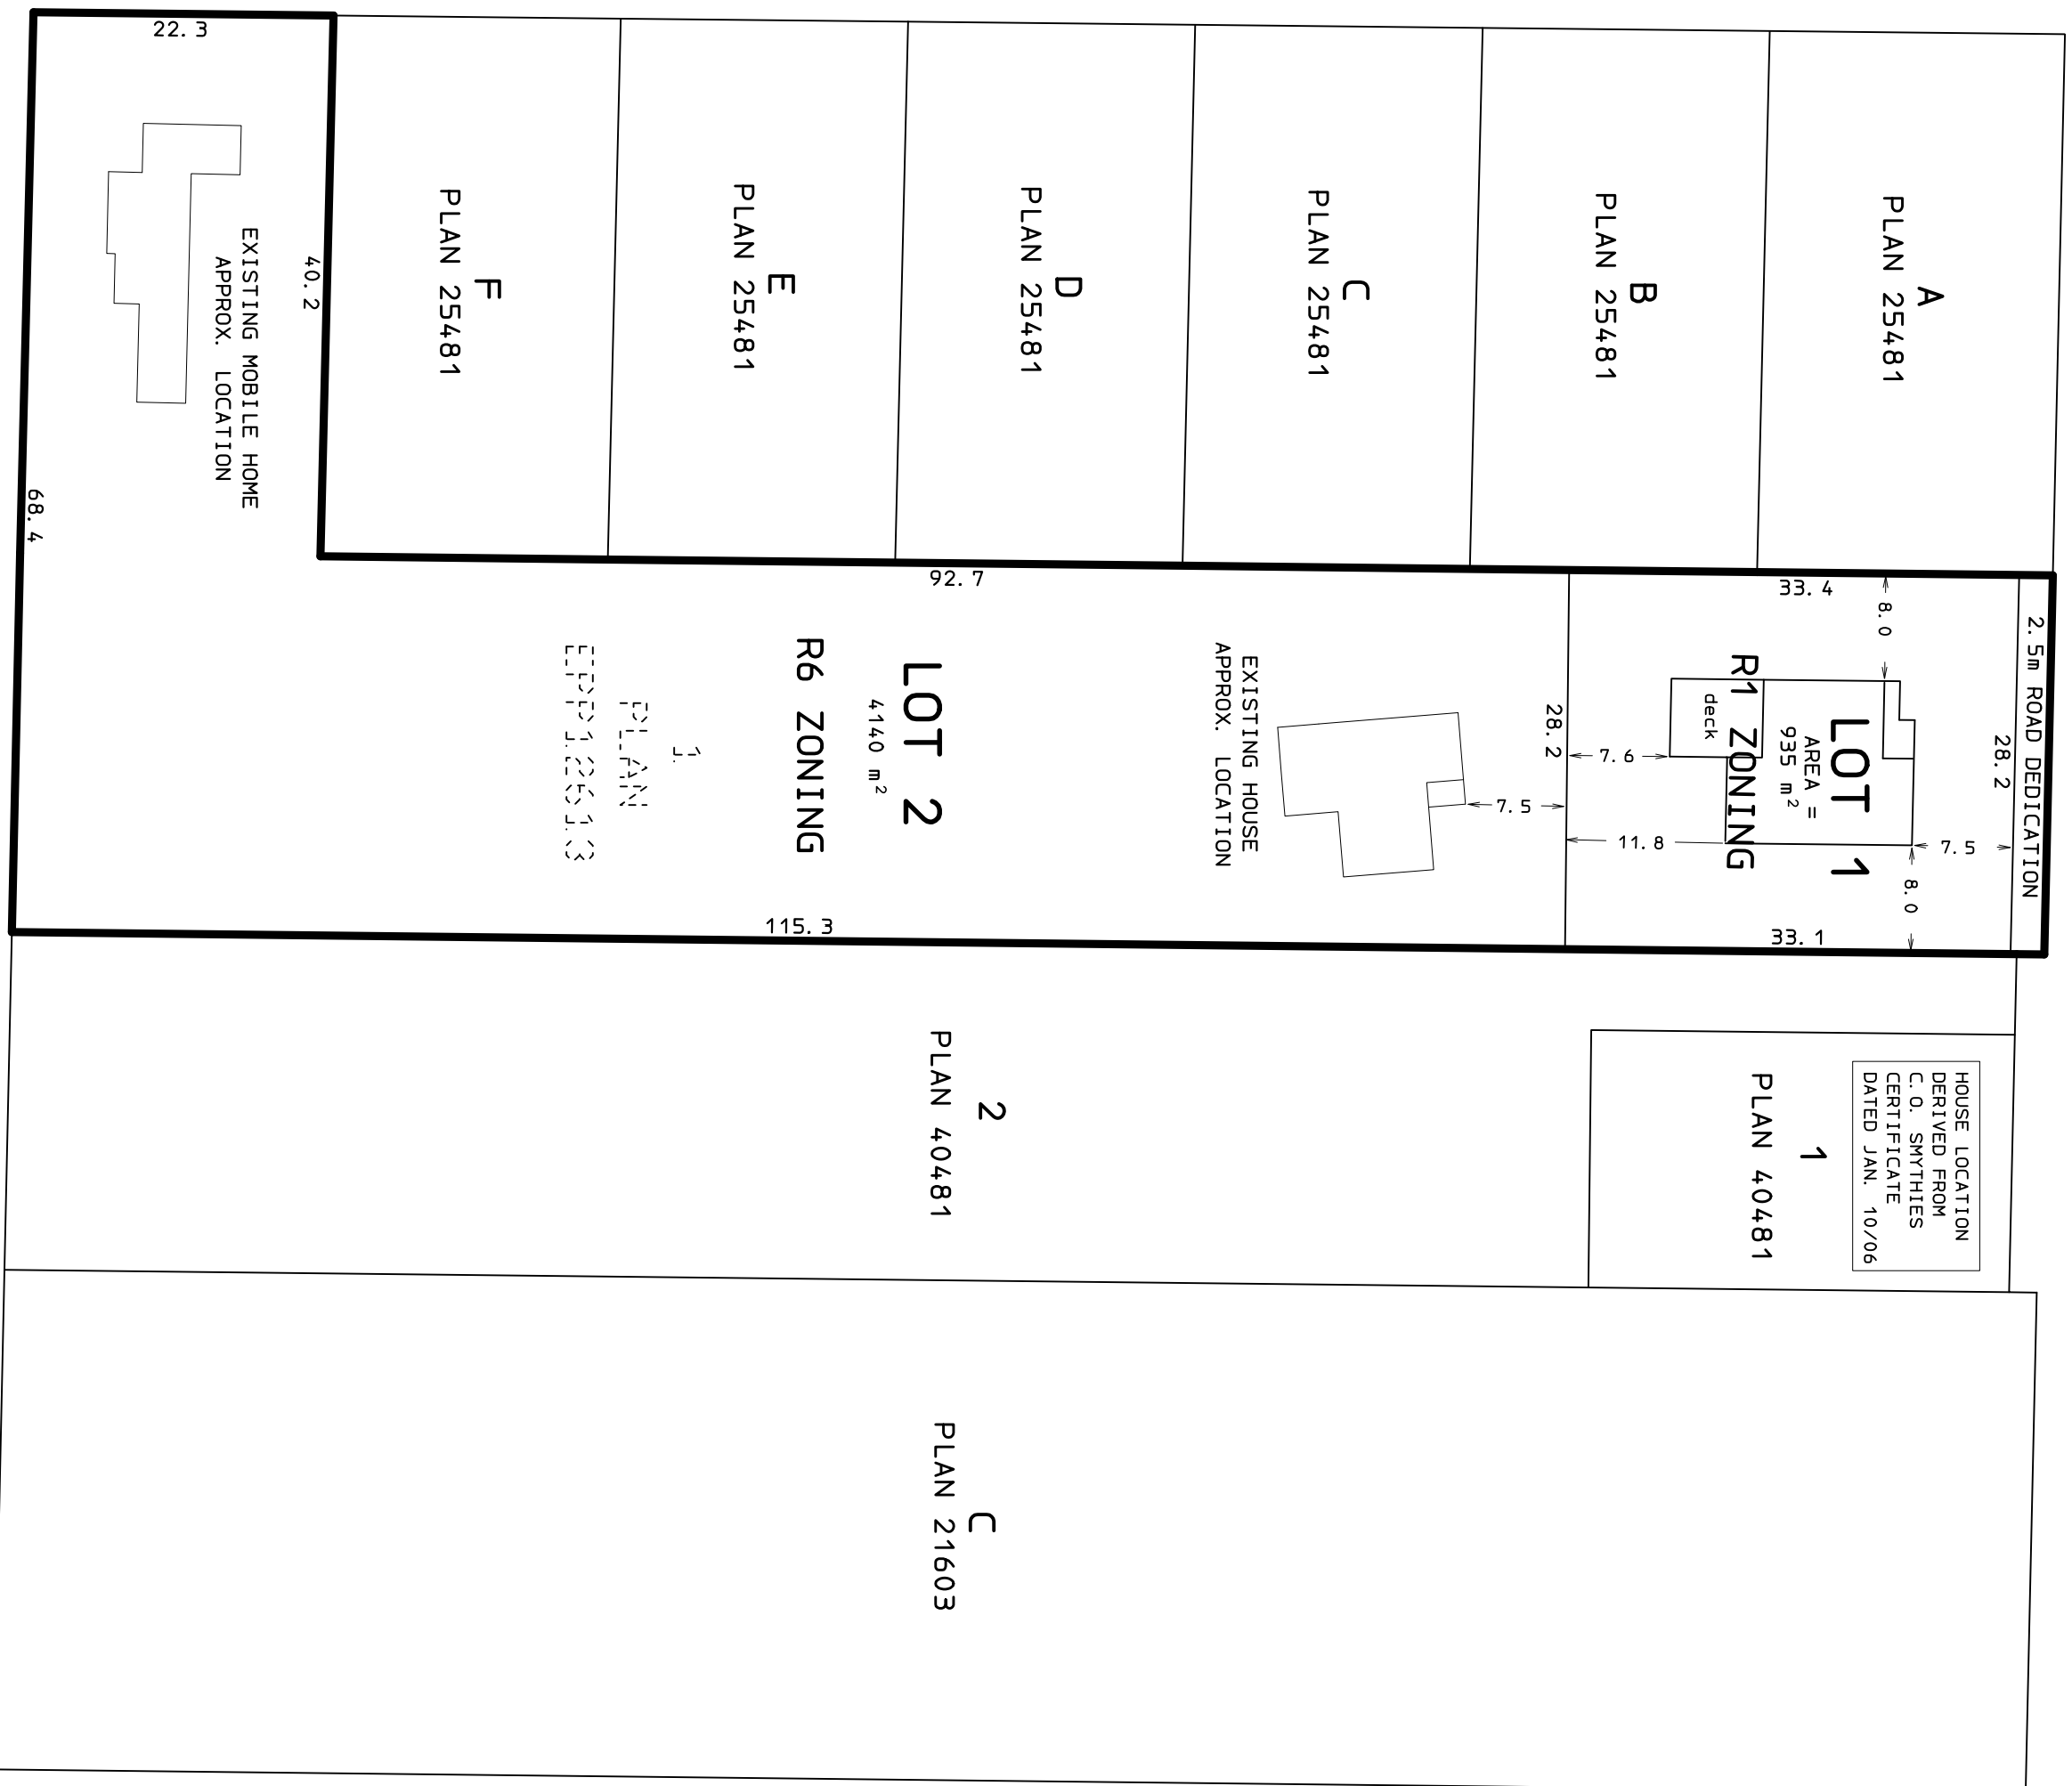 A
PLAN 25481
B
PLAN 25481
C
PLAN 25481
D
PLAN 25481
E
PLAN 25481
F
PLAN 25481
22.3
40.2
68.4
EXISTING MOBILE HOME
APPROX. LOCATION
2.5m ROAD DEDICATION
28.2
33.4
8.0
7.5
8.0
LOT 1
AREA =
935 m²
R1 ZONING
deck
7.6
11.8
33.1
28.2
7.5
EXISTING HOUSE
APPROX. LOCATION
92.7
LOT 2
4140 m²
R6 ZONING
1
PLAN
EPP12613
115.3
HOUSE LOCATION
DERIVED FROM
C.O. SMYTHIES
CERTIFICATE
DATED JAN. 10/06
1
PLAN 40481
2
PLAN 40481
C
PLAN 21603